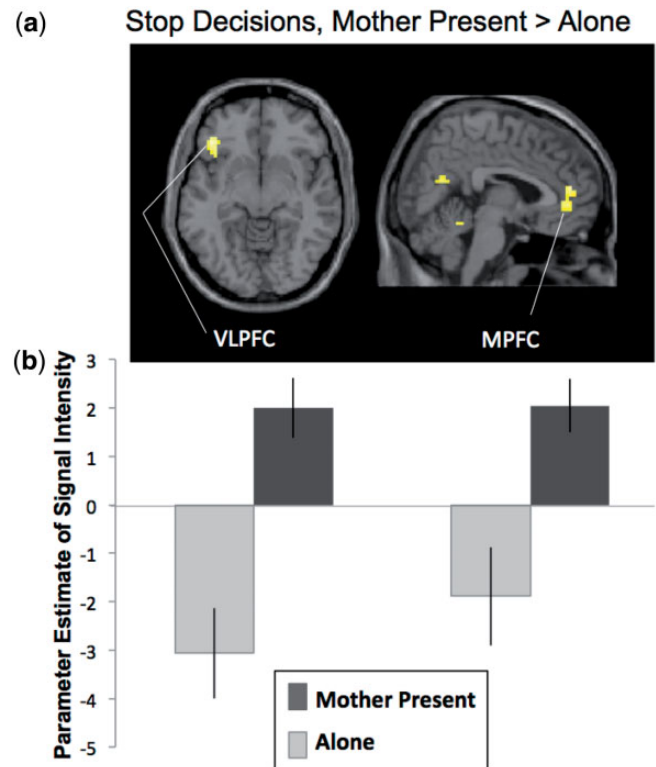 (a) Stop Decisions, Mother Present > Alone
VLPFC MPFC
(b)
Parameter Estimate of Signal Intensity
3
2
1
0
-1
-2
-3
-4
-5
Mother Present
Alone